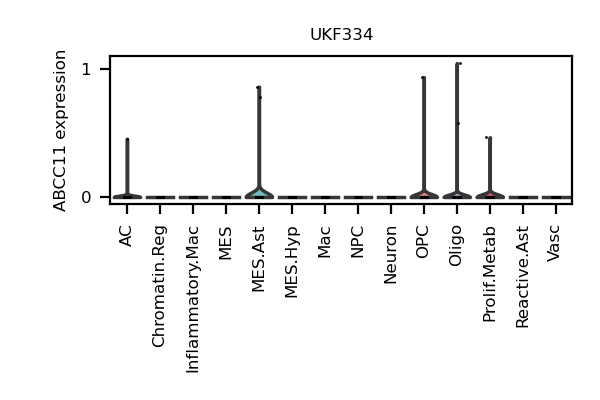 UKF334
ABCC11 expression
1
0
AC
Chromatin.Reg
Inflammatory.Mac
MES
MES.Ast
MES.Hyp
Mac
NPC
Neuron
OPC
Oligo
Prolif.Metab
Reactive.Ast
Vasc